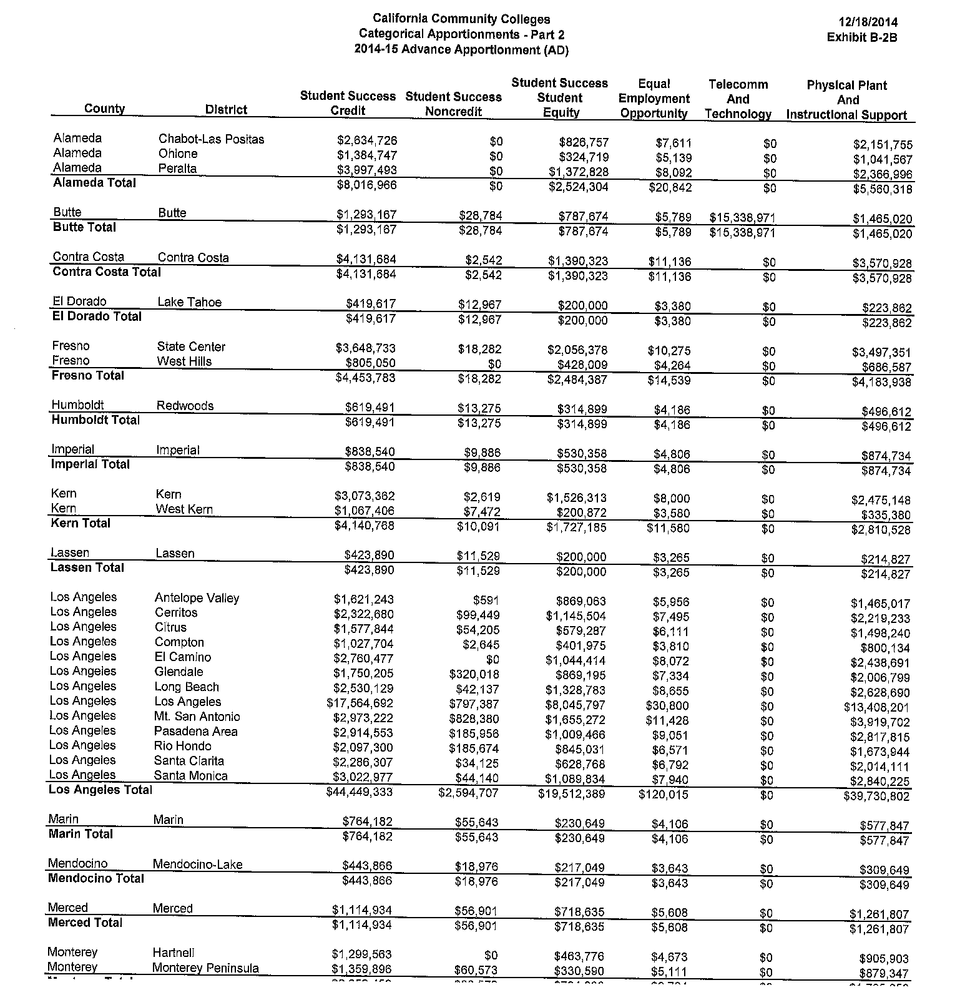 California Community Colleges
Categorical Apportionments - Part 2
2014-15 Advance Apportionment (AD)
12/18/2014
Exhibit B-2B
County District Student Success Credit Student Success Noncredit Student Success Student Equity Equal Employment Opportunity Telecomm And Technology Physical Plant And Instructional Support
Alameda Chabot-Las Positas $2,634,726 $0 $826,757 $7,611 $0 $2,151,755
Alameda Ohlone $1,384,747 $0 $324,719 $5,139 $0 $1,041,567
Alameda Peralta $3,997,493 $0 $1,372,828 $8,092 $0 $2,366,996
Alameda Total $8,016,966 $0 $2,524,304 $20,842 $0 $5,560,318
Butte Butte $1,293,167 $28,784 $787,674 $5,789 $15,338,971 $1,465,020
Butte Total $1,293,167 $28,784 $787,674 $5,789 $15,338,971 $1,465,020
Contra Costa Contra Costa $4,131,684 $2,542 $1,390,323 $11,136 $0 $3,570,928
Contra Costa Total $4,131,684 $2,542 $1,390,323 $11,136 $0 $3,570,928
El Dorado Lake Tahoe $419,617 $12,967 $200,000 $3,380 $0 $223,862
El Dorado Total $419,617 $12,967 $200,000 $3,380 $0 $223,862
Fresno State Center $3,648,733 $18,282 $2,056,378 $10,275 $0 $3,497,351
Fresno West Hills $805,050 $0 $428,009 $4,264 $0 $686,587
Fresno Total $4,453,783 $18,282 $2,484,387 $14,539 $0 $4,183,938
Humboldt Redwoods $619,491 $13,275 $314,899 $4,186 $0 $496,612
Humboldt Total $619,491 $13,275 $314,899 $4,186 $0 $496,612
Imperial Imperial $838,540 $9,886 $530,358 $4,806 $0 $874,734
Imperial Total $838,540 $9,886 $530,358 $4,806 $0 $874,734
Kern Kern $3,073,362 $2,619 $1,526,313 $8,000 $0 $2,475,148
Kern West Kern $1,067,406 $7,472 $200,872 $3,580 $0 $335,380
Kern Total $4,140,768 $10,091 $1,727,185 $11,580 $0 $2,810,528
Lassen Lassen $423,890 $11,529 $200,000 $3,265 $0 $214,827
Lassen Total $423,890 $11,529 $200,000 $3,265 $0 $214,827
Los Angeles Antelope Valley $1,621,243 $591 $869,063 $5,956 $0 $1,465,017
Los Angeles Cerritos $2,322,680 $99,449 $1,145,504 $7,495 $0 $2,219,233
Los Angeles Citrus $1,577,844 $54,205 $579,287 $6,111 $0 $1,498,240
Los Angeles Compton $1,027,704 $2,645 $401,975 $3,810 $0 $800,134
Los Angeles El Camino $2,760,477 $0 $1,044,414 $8,072 $0 $2,438,691
Los Angeles Glendale $1,750,205 $320,018 $869,195 $7,334 $0 $2,006,799
Los Angeles Long Beach $2,530,129 $42,137 $1,328,783 $8,655 $0 $2,628,690
Los Angeles Los Angeles $17,564,692 $797,387 $8,045,797 $30,800 $0 $13,408,201
Los Angeles Mt. San Antonio $2,973,222 $828,380 $1,655,272 $11,428 $0 $3,919,702
Los Angeles Pasadena Area $2,914,553 $185,956 $1,009,466 $9,051 $0 $2,817,815
Los Angeles Rio Hondo $2,097,300 $185,674 $845,031 $6,571 $0 $1,673,944
Los Angeles Santa Clarita $2,286,307 $34,125 $628,768 $6,792 $0 $2,014,111
Los Angeles Santa Monica $3,022,977 $44,140 $1,089,834 $7,940 $0 $2,840,225
Los Angeles Total $44,449,333 $2,594,707 $19,512,389 $120,015 $0 $39,730,802
Marin Marin $764,182 $55,643 $230,649 $4,106 $0 $577,847
Marin Total $764,182 $55,643 $230,649 $4,106 $0 $577,847
Mendocino Mendocino-Lake $443,866 $18,976 $217,049 $3,643 $0 $309,649
Mendocino Total $443,866 $18,976 $217,049 $3,643 $0 $309,649
Merced Merced $1,114,934 $56,901 $718,635 $5,608 $0 $1,261,807
Merced Total $1,114,934 $56,901 $718,635 $5,608 $0 $1,261,807
Monterey Hartnell $1,299,563 $0 $463,776 $4,673 $0 $905,903
Monterey Monterey Peninsula $1,359,896 $60,573 $330,590 $5,111 $0 $879,347